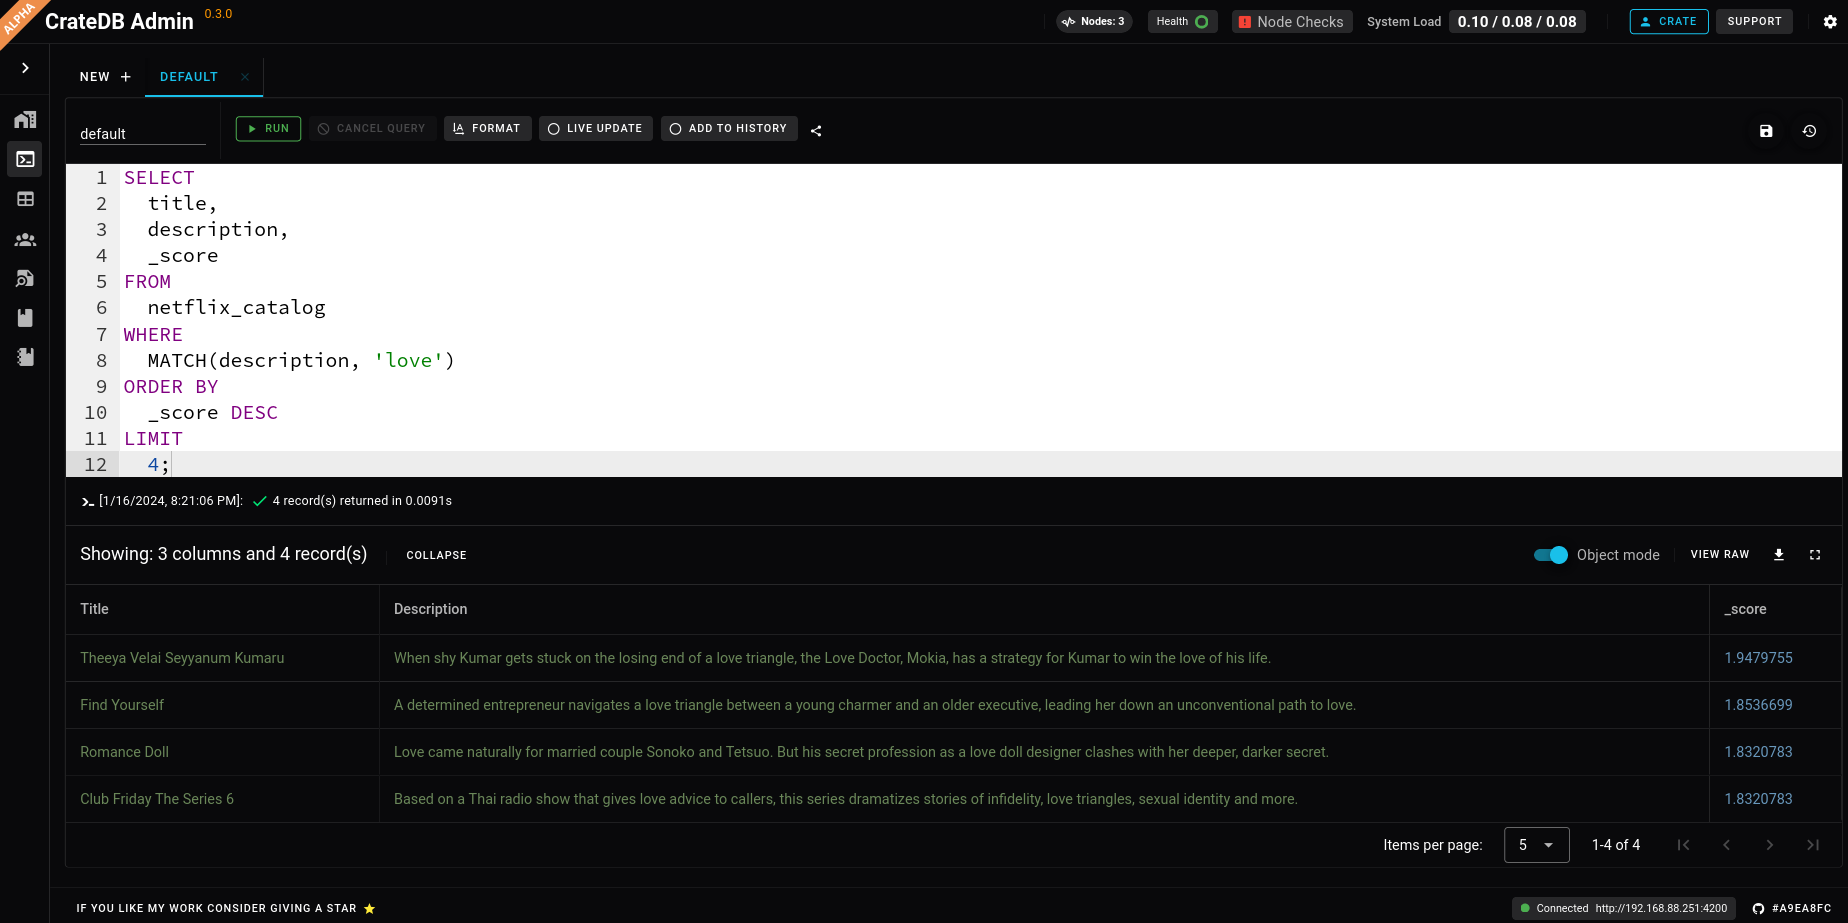 ALPHA
CrateDB Admin 0.3.0
Nodes: 3 Health Node Checks System Load 0.10 / 0.08 / 0.08 CRATE SUPPORT
NEW + DEFAULT ×
default RUN CANCEL QUERY FORMAT LIVE UPDATE ADD TO HISTORY
1 SELECT
2 title,
3 description,
4 _score
5 FROM
6 netflix_catalog
7 WHERE
8 MATCH(description, 'love')
9 ORDER BY
10 _score DESC
11 LIMIT
12 4;
[1/16/2024, 8:21:06 PM]: 4 record(s) returned in 0.0091s
Showing: 3 columns and 4 record(s) COLLAPSE Object mode VIEW RAW
Title Description _score
Theeya Velai Seyyanum Kumaru When shy Kumar gets stuck on the losing end of a love triangle, the Love Doctor, Mokia, has a strategy for Kumar to win the love of his life. 1.9479755
Find Yourself A determined entrepreneur navigates a love triangle between a young charmer and an older executive, leading her down an unconventional path to love. 1.8536699
Romance Doll Love came naturally for married couple Sonoko and Tetsuo. But his secret profession as a love doll designer clashes with her deeper, darker secret. 1.8320783
Club Friday The Series 6 Based on a Thai radio show that gives love advice to callers, this series dramatizes stories of infidelity, love triangles, sexual identity and more. 1.8320783
Items per page: 5 1-4 of 4
IF YOU LIKE MY WORK CONSIDER GIVING A STAR Connected http://192.168.88.251:4200 #A9EA8FC